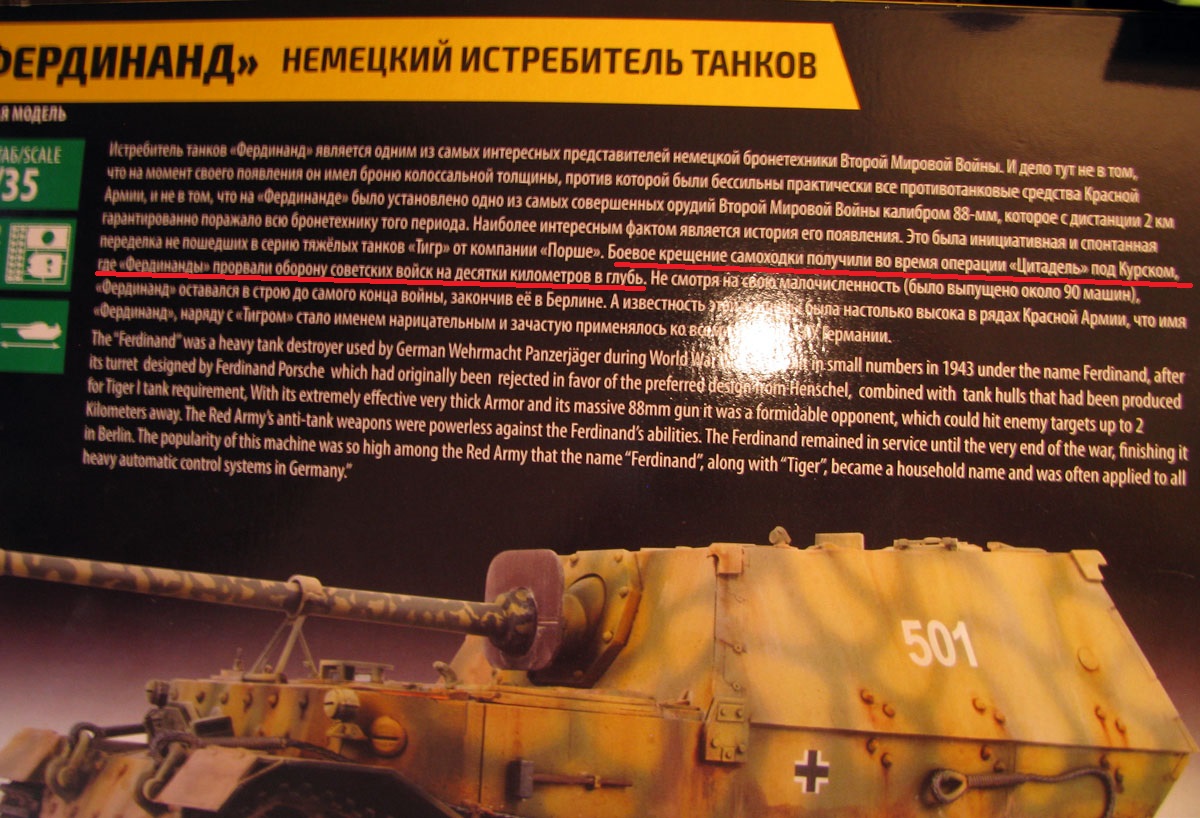 ФЕРДИНАНД» НЕМЕЦКИЙ ИСТРЕБИТЕЛЬ ТАНКОВ
МОДЕЛЬ
/SCALE
/35
Истребитель танков «Фердинанд» является одним из самых интересных представителей немецкой бронетехники Второй Мировой Войны. И дело тут не в том,
что на момент своего появления он имел броню колоссальной толщины, против которой были бессильны практически все противотанковые средства Красной
Армии, и не в том, что на «Фердинанде» было установлено одно из самых совершенных орудий Второй Мировой Войны калибром 88-мм, которое с дистанции 2 км
гарантированно поражало всю бронетехнику того периода. Наиболее интересным фактом является история его появления. Это была инициативная и спонтанная
переделка не пошедших в серию тяжёлых танков «Тигр» от компании «Порше». Боевое крещение самоходки получили во время операции «Цитадель» под Курском,
где «Фердинанды» прорвали оборону советских войск на десятки километров в глубь. Не смотря на свою малочисленность (было выпущено около 90 машин),
«Фердинанд» оставался в строю до самого конца войны, закончив её в Берлине. А известность была настолько высока в рядах Красной Армии, что имя
«Фердинанд», наряду с «Тигром» стало именем нарицательным и зачастую применялось ко Германии.
The "Ferdinand" was a heavy tank destroyer used by German Wehrmacht Panzerjäger during World War in small numbers in 1943 under the name Ferdinand, after
its turret designed by Ferdinand Porsche which had originally been rejected in favor of the preferred design from Henschel, combined with tank hulls that had been produced
for Tiger I tank requirement, With its extremely effective very thick Armor and its massive 88mm gun it was a formidable opponent, which could hit enemy targets up to 2
Kilometers away. The Red Army's anti-tank weapons were powerless against the Ferdinand's abilities. The Ferdinand remained in service until the very end of the war, finishing it
in Berlin. The popularity of this machine was so high among the Red Army that the name "Ferdinand", along with "Tiger", became a household name and was often applied to all
heavy automatic control systems in Germany."
501